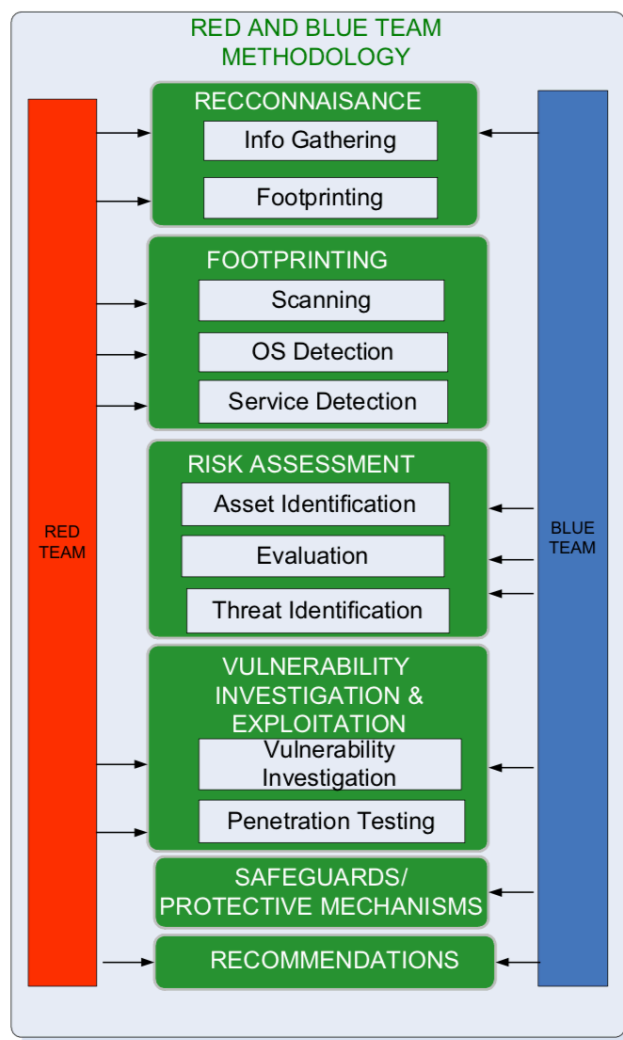 RED AND BLUE TEAM
METHODOLOGY
RECCONNAISANCE
Info Gathering
Footprinting
FOOTPRINTING
Scanning
OS Detection
Service Detection
RISK ASSESSMENT
Asset Identification
Evaluation
Threat Identification
RED
TEAM
BLUE
TEAM
VULNERABILITY
INVESTIGATION &
EXPLOITATION
Vulnerability
Investigation
Penetration Testing
SAFEGUARDS/
PROTECTIVE MECHANISMS
RECOMMENDATIONS